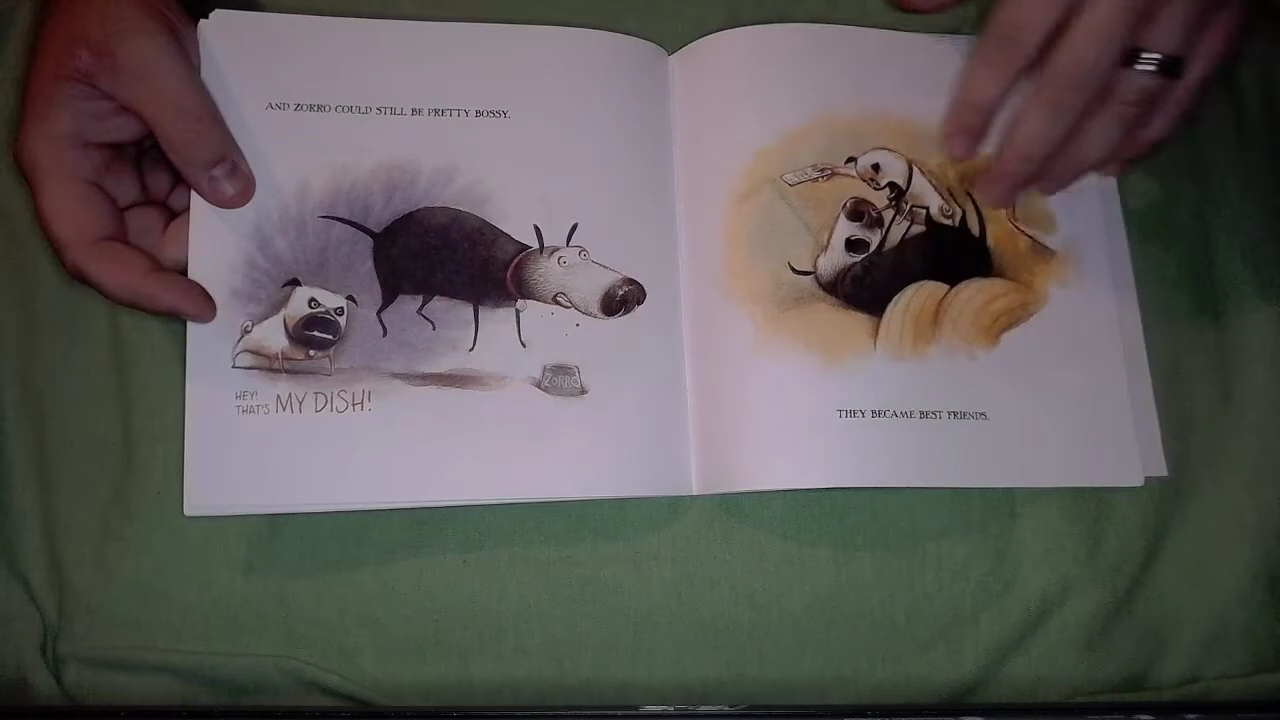 AND ZORRO COULD STILL BE PRETTY BOSSY.
ZORRO
HEY!
THAT'S MY DISH!
THEY BECAME BEST FRIENDS.